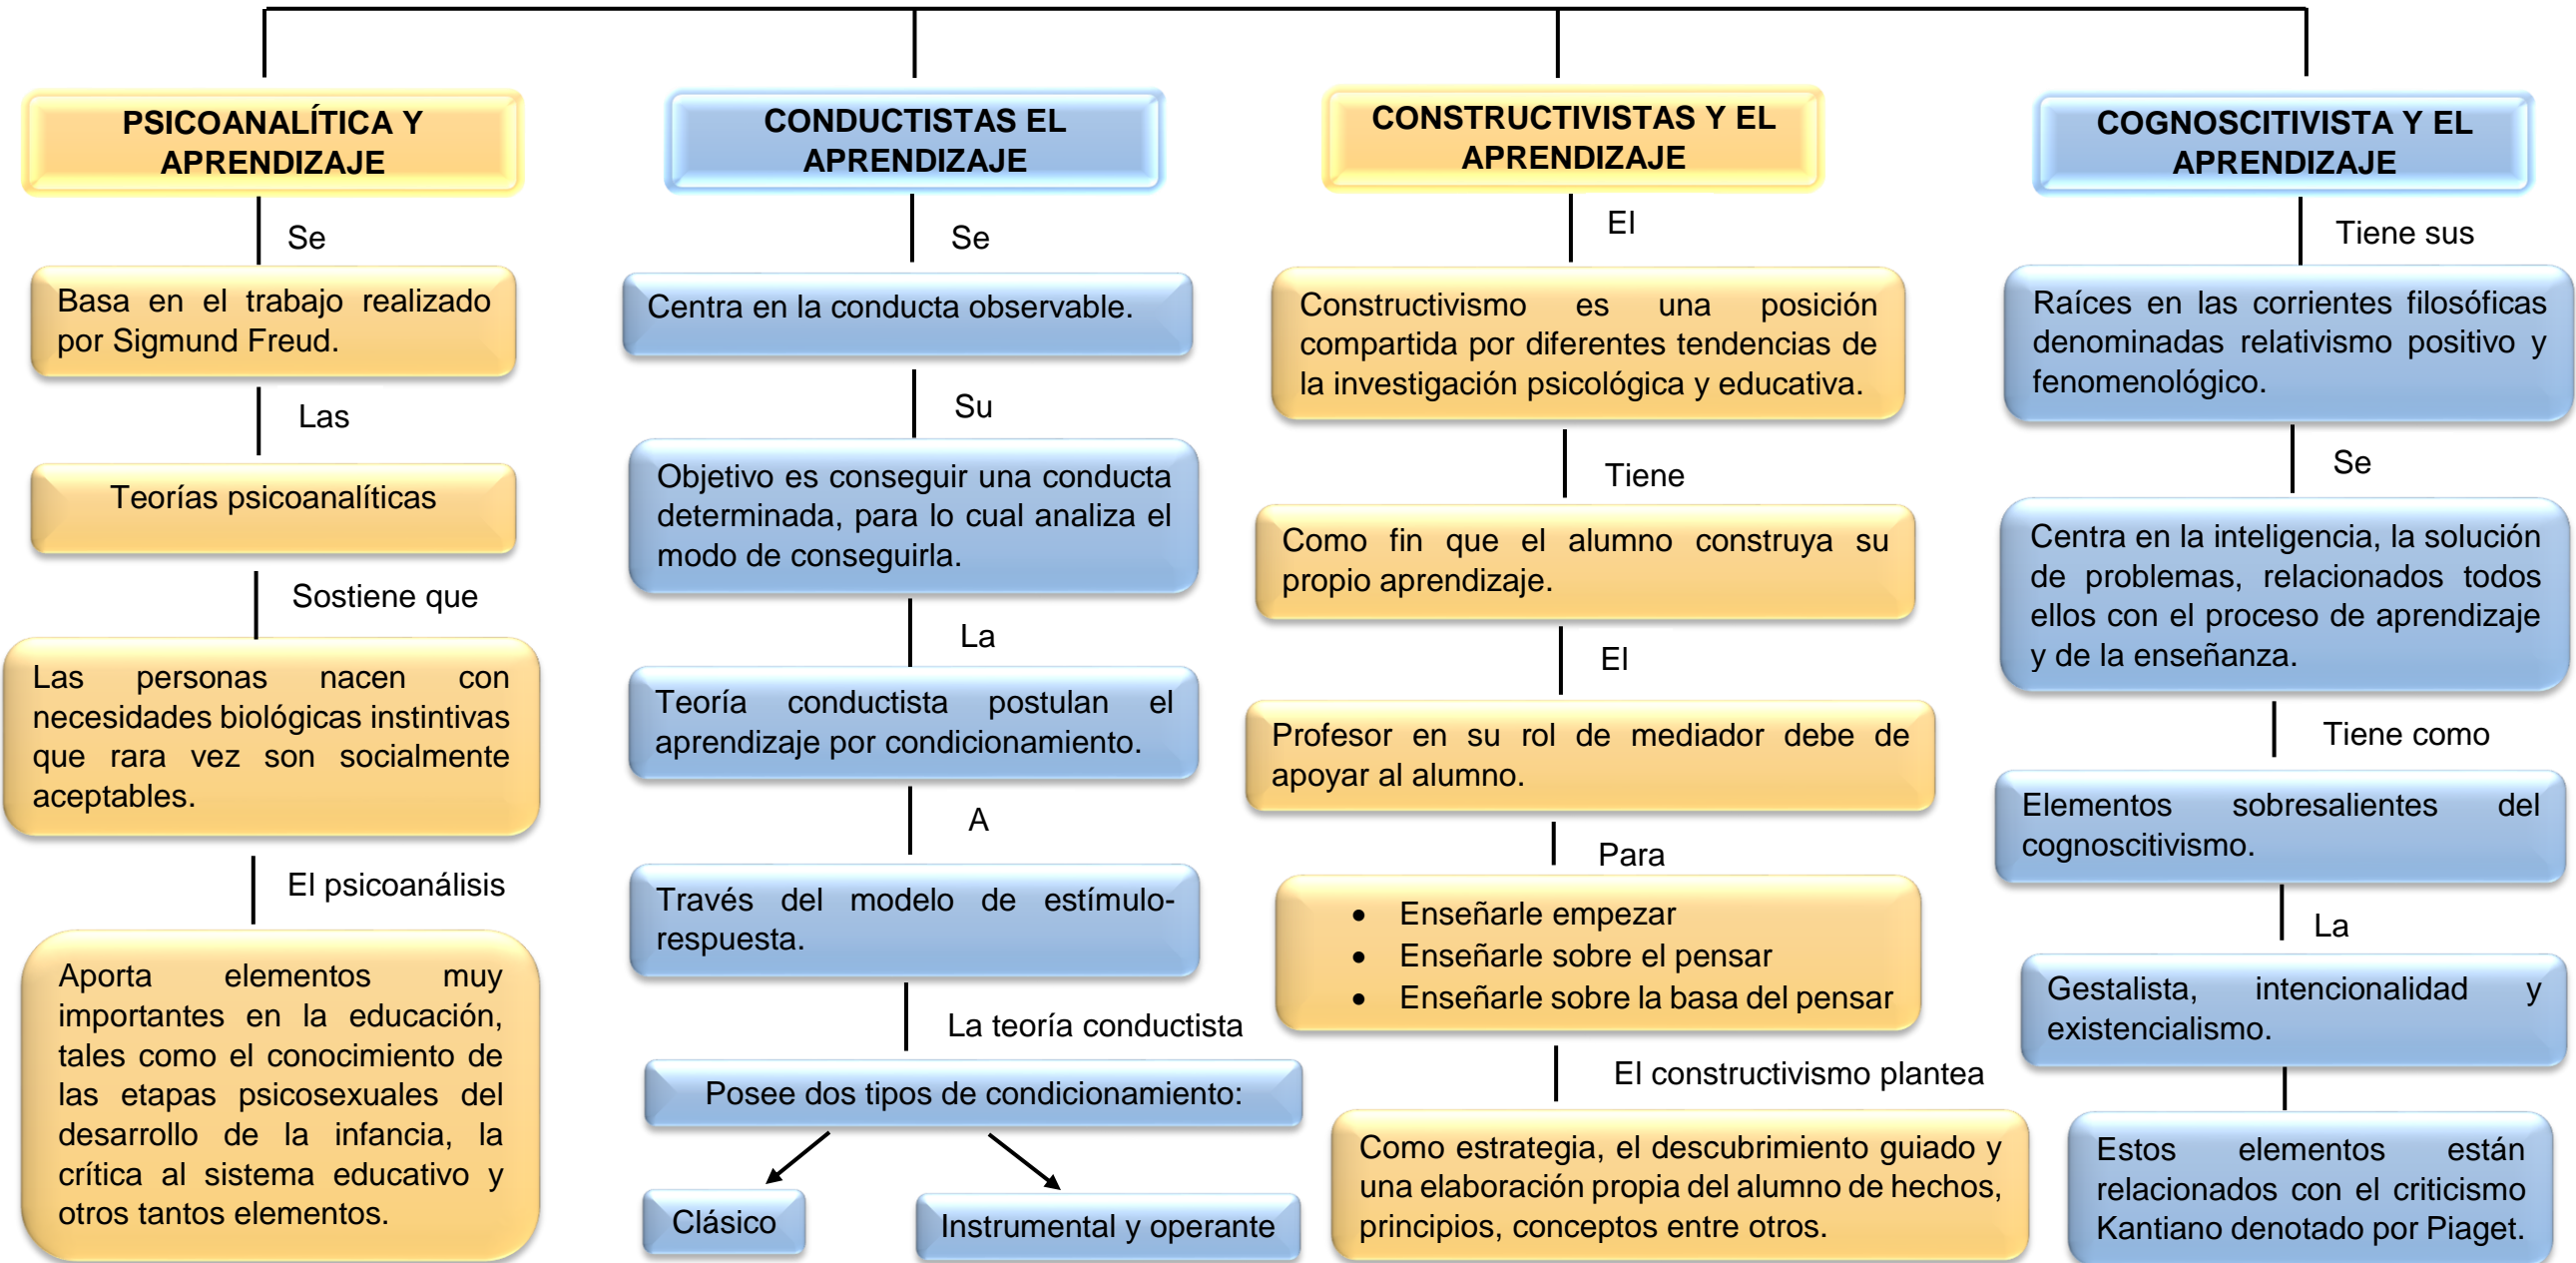 PSICOANALÍTICA Y
APRENDIZAJE
Se
Basa en el trabajo realizado
por Sigmund Freud.
Las
Teorías psicoanalíticas
Sostiene que
Las personas nacen con
necesidades biológicas instintivas
que rara vez son socialmente
aceptables.
El psicoanálisis
Aporta elementos muy
importantes en la educación,
tales como el conocimiento de
las etapas psicosexuales del
desarrollo de la infancia, la
crítica al sistema educativo y
otros tantos elementos.
CONDUCTISTAS EL
APRENDIZAJE
Se
Centra en la conducta observable.
Su
Objetivo es conseguir una conducta
determinada, para lo cual analiza el
modo de conseguirla.
La
Teoría conductista postulan el
aprendizaje por condicionamiento.
A
Través del modelo de estímulo-
respuesta.
La teoría conductista
Posee dos tipos de condicionamiento:
Clásico
Instrumental y operante
CONSTRUCTIVISTAS Y EL
APRENDIZAJE
El
Constructivismo es una posición
compartida por diferentes tendencias de
la investigación psicológica y educativa.
Tiene
Como fin que el alumno construya su
propio aprendizaje.
El
Profesor en su rol de mediador debe de
apoyar al alumno.
Para
• Enseñarle empezar
• Enseñarle sobre el pensar
• Enseñarle sobre la basa del pensar
El constructivismo plantea
Como estrategia, el descubrimiento guiado y
una elaboración propia del alumno de hechos,
principios, conceptos entre otros.
COGNOSCITIVISTA Y EL
APRENDIZAJE
Tiene sus
Raíces en las corrientes filosóficas
denominadas relativismo positivo y
fenomenológico.
Se
Centra en la inteligencia, la solución
de problemas, relacionados todos
ellos con el proceso de aprendizaje
y de la enseñanza.
Tiene como
Elementos sobresalientes del
cognoscitivismo.
La
Gestalista, intencionalidad y
existencialismo.
Estos elementos están
relacionados con el criticismo
Kantiano denotado por Piaget.